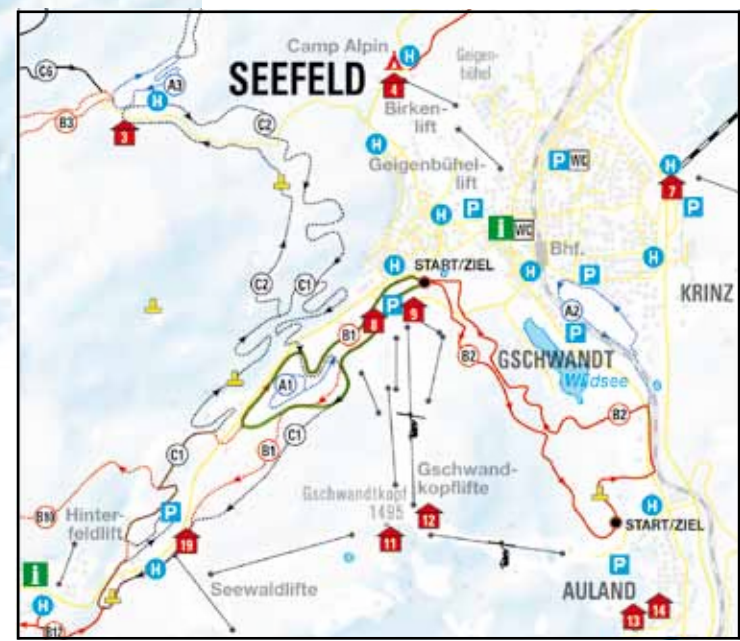 Camp Alpin
H
Geigen-
bühel
SEEFELD
4
C6
A3
H
B3
3
C2
Birken-
lift
H
Geigenbühel-
lift
P WC
H
7
P
H
P
i WC
Bhf.
H
H
START/ZIEL
H
P
KRINZ
C2
C1
A2
P
8
9
B1
B2
GSCHWANDT
Wildsee
A1
B2
C1
B1
C1
Gschwand-
kopflifte
Gschwandtkopf
1495
12
11
H
START/ZIEL
Hinter-
feldlift
P
19
H
i
H
Seewaldlifte
P
AULAND
13
14
B12